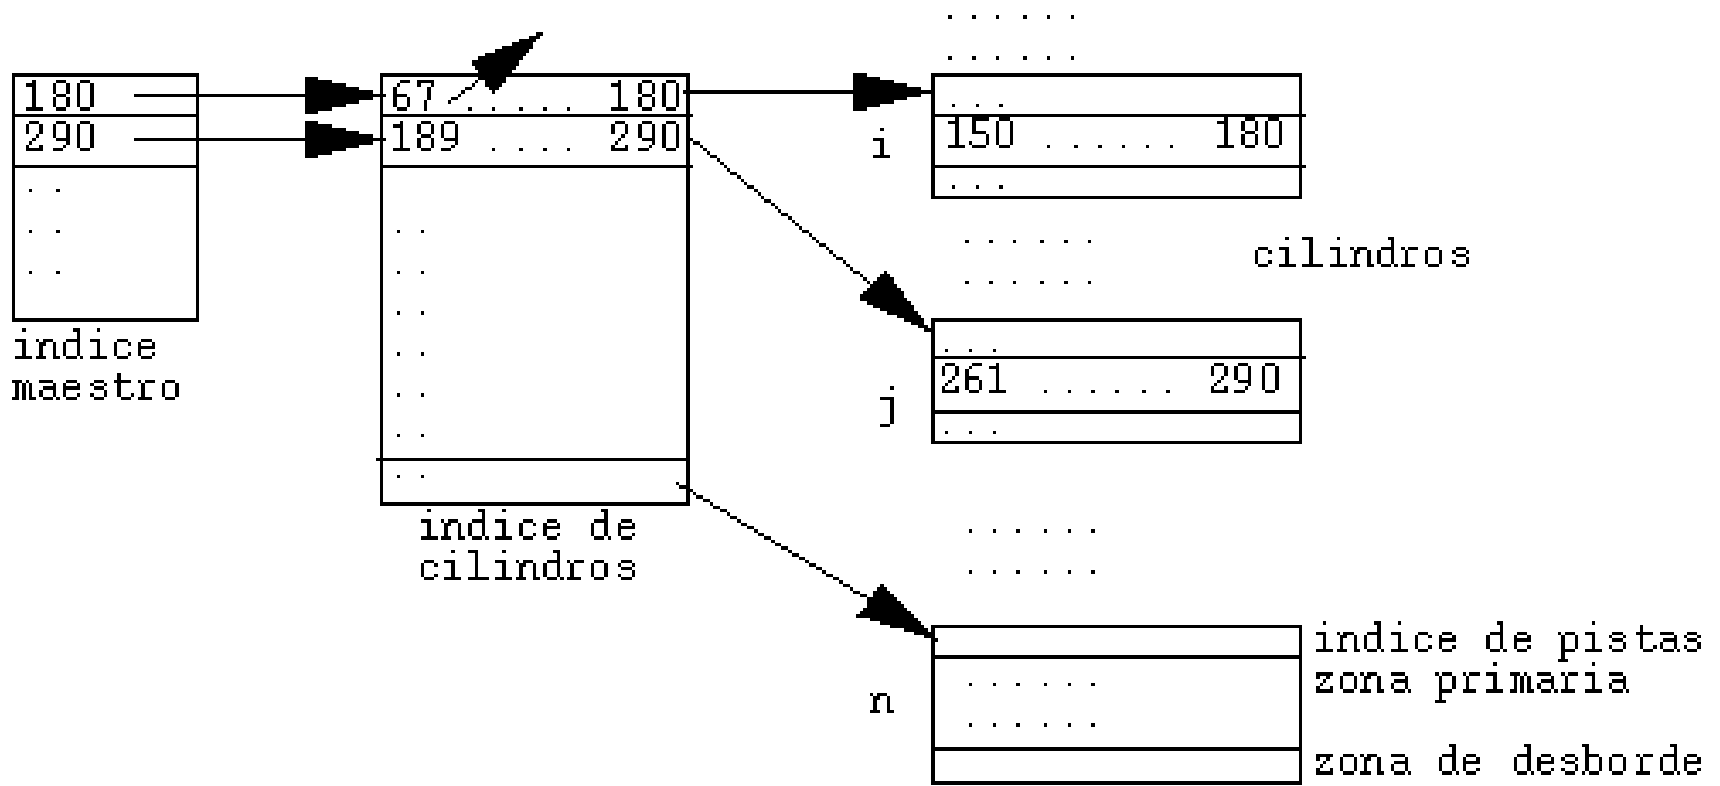 180
290
. .
. .
. .
indice
maestro
67 . . . . . 180
189 . . . . 290
. .
. .
. .
. .
. .
. .
. .
indice de
cilindros
. . . . . .
. . . . . .
. . .
i
150 . . . . . . 180
. . .
. . . . . .
. . . . . .
cilindros
. . .
j
261 . . . . . . 290
. . .
. . . . . .
. . . . . .
n
. . . . . .
. . . . . .
indice de pistas
zona primaria
zona de desborde